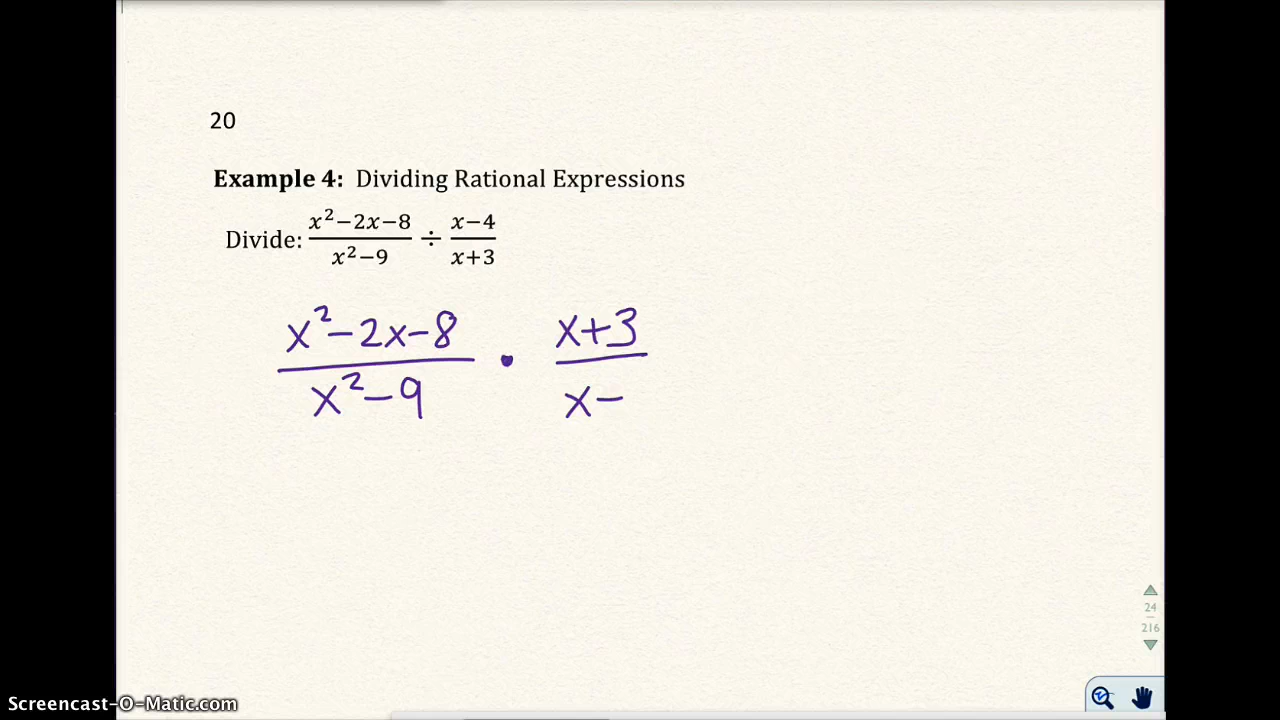 20
Example 4: Dividing Rational Expressions
Divide: x²−2x−8 / x²−9 ÷ x−4 / x+3
x²−2x−8 / x²−9 • x+3 / x−
24
216
Screencast-O-Matic.com